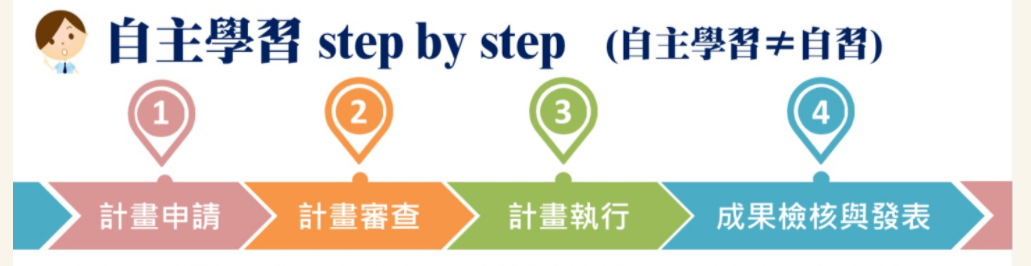 自主學習 step by step (自主學習≠自習)
1 2 3 4
計畫申請 計畫審查 計畫執行 成果檢核與發表